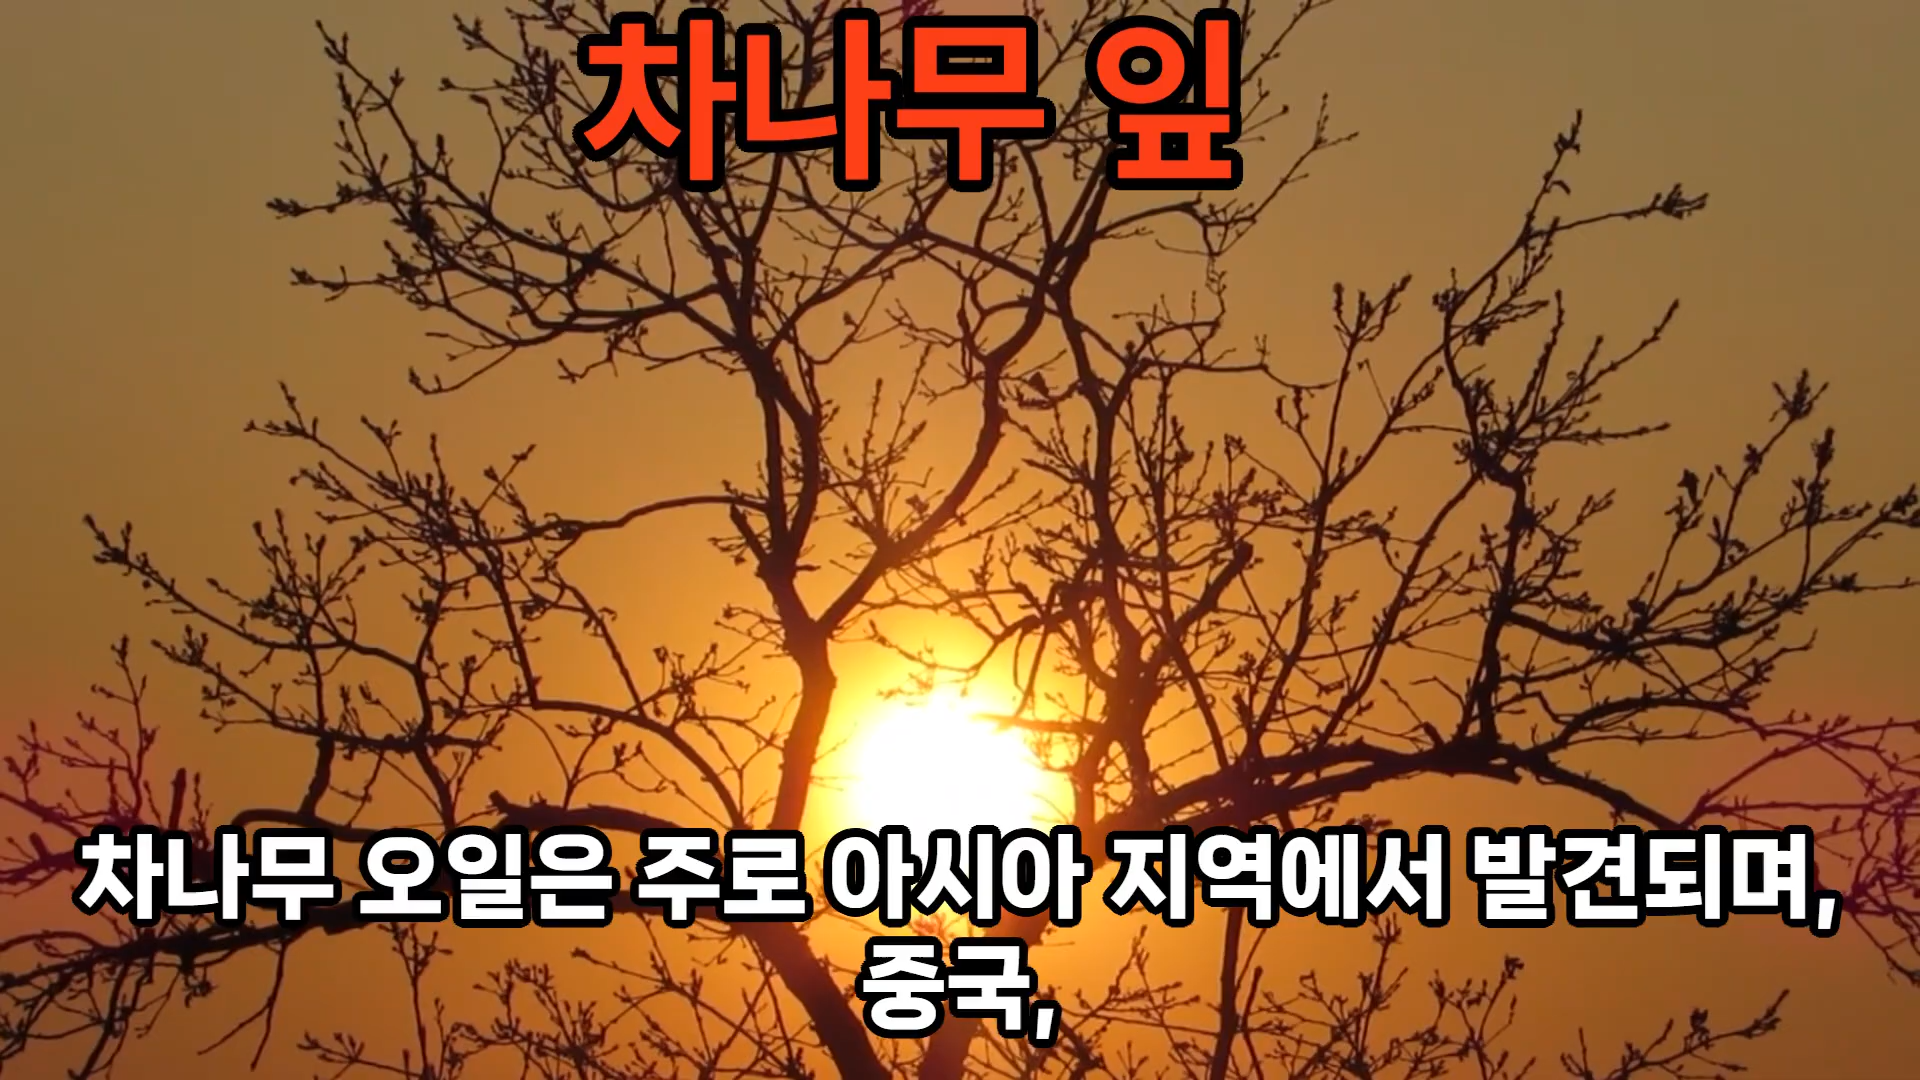 차나무 잎
차나무 오일은 주로 아시아 지역에서 발견되며,
중국,